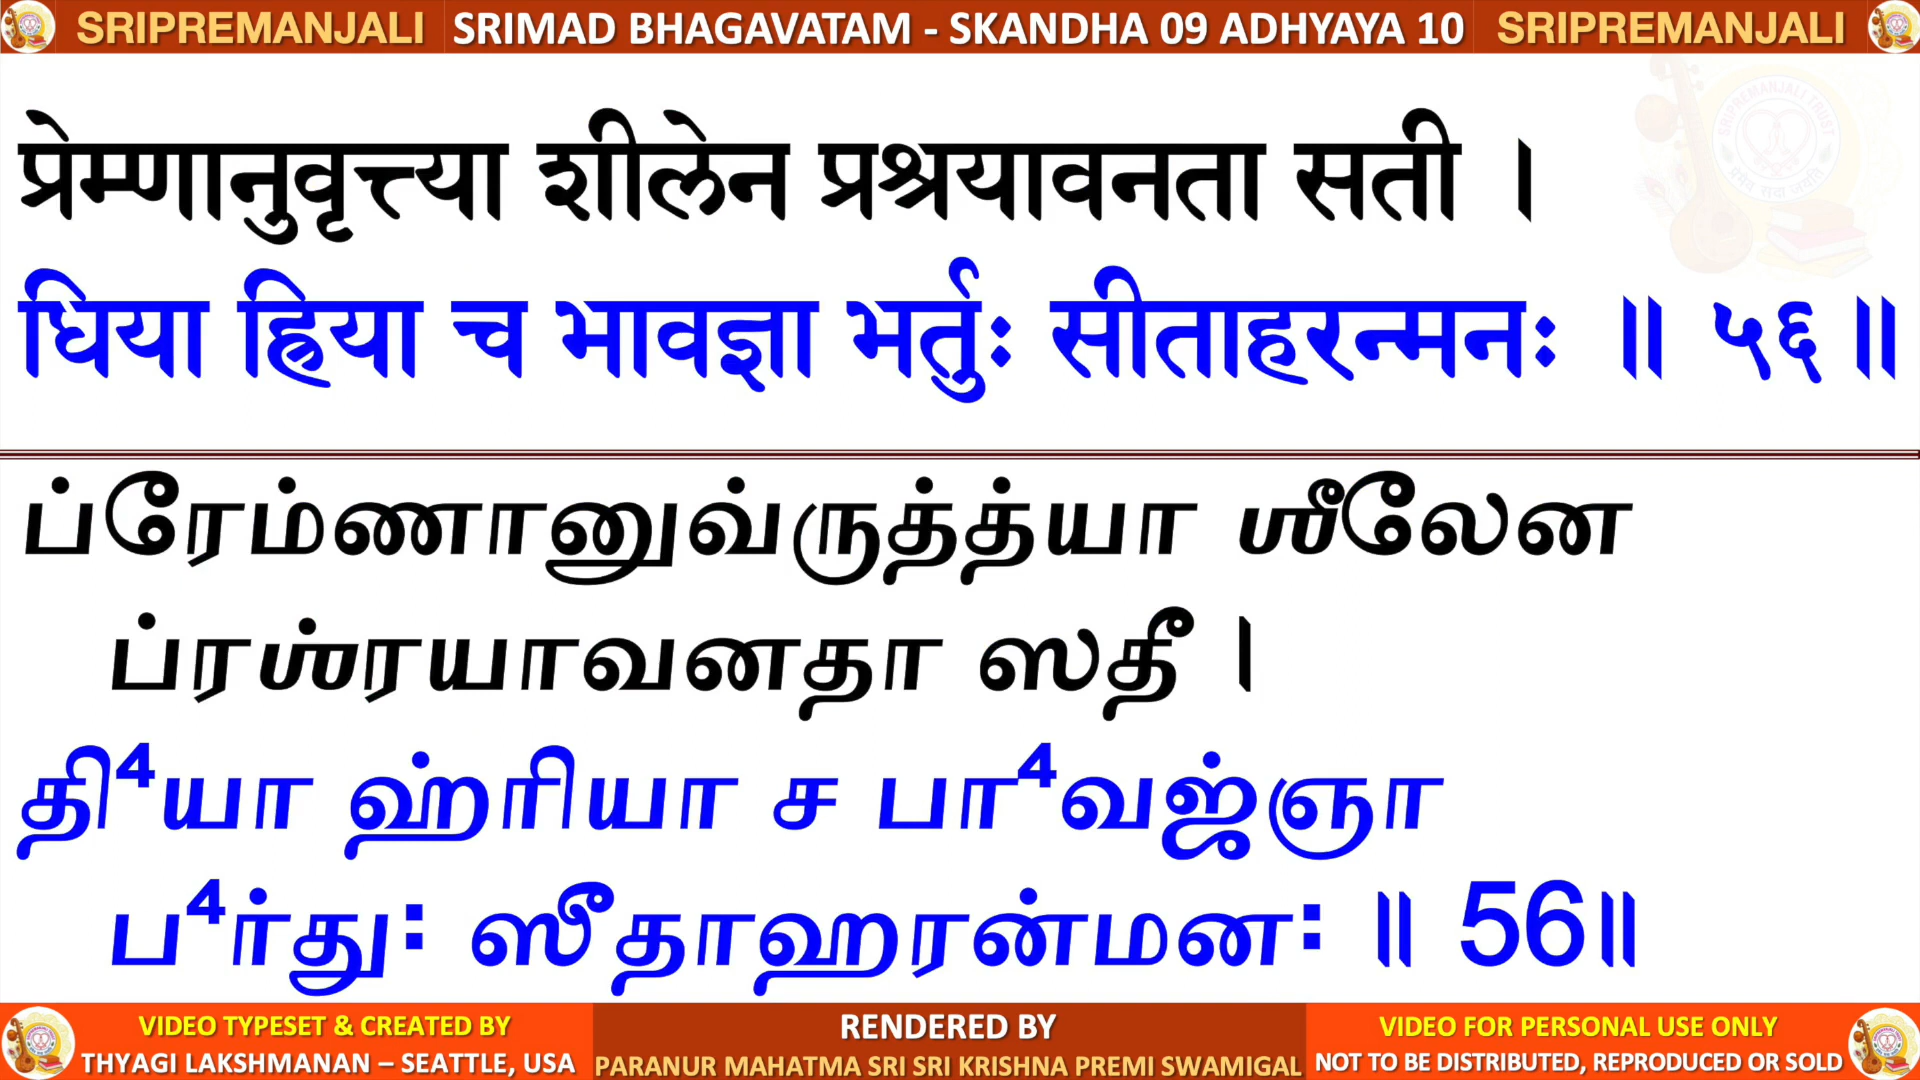 SRIPREMANJALI SRIMAD BHAGAVATAM - SKANDHA 09 ADHYAYA 10 SRIPREMANJALI
प्रेम्णानुवृत्त्या शीलेन प्रश्रयावनता सती ।
धिया ह्रिया च भावज्ञा भर्तुः सीताहरन्मनः ॥ ५६ ॥
ப்ரேம்ணானுவ்ருத்த்யா ஶீலேன
ப்ரஶ்ரயாவனதா ஸதீ ।
தி⁴யா ஹ்ரியா ச பா⁴வஜ்ஞா
ப⁴ர்து꞉ ஸீதாஹரன்மன꞉ ॥ 56॥
VIDEO TYPESET & CREATED BY
THYAGI LAKSHMANAN – SEATTLE, USA
RENDERED BY
PARANUR MAHATMA SRI SRI KRISHNA PREMI SWAMIGAL
VIDEO FOR PERSONAL USE ONLY
NOT TO BE DISTRIBUTED, REPRODUCED OR SOLD